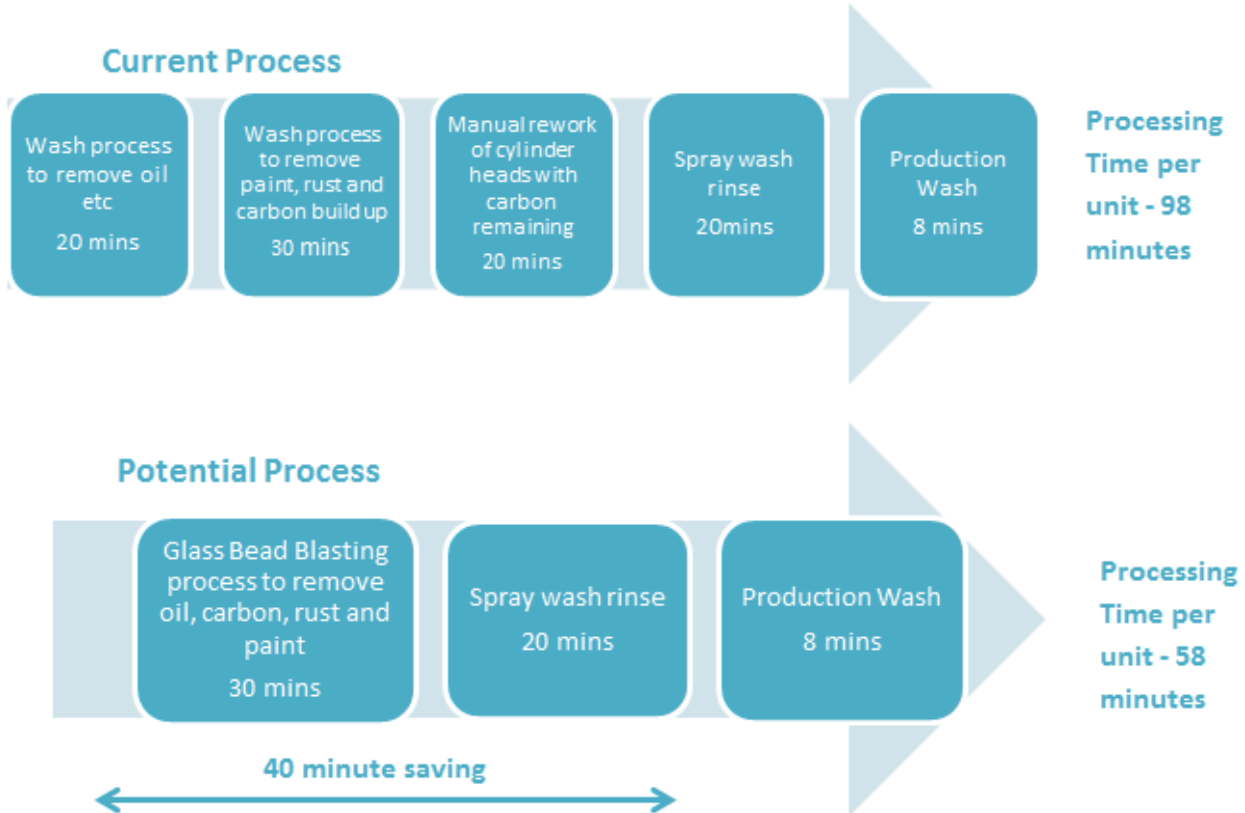 Current Process
Wash process
to remove oil
etc
20 mins
Wash process
to remove
paint, rust and
carbon build up
30 mins
Manual rework
of cylinder
heads with
carbon
remaining
20 mins
Spray wash
rinse
20mins
Production
Wash
8 mins
Processing
Time per
unit - 98
minutes
Potential Process
Glass Bead Blasting
process to remove
oil, carbon, rust and
paint
30 mins
Spray wash rinse
20 mins
Production Wash
8 mins
Processing
Time per
unit - 58
minutes
40 minute saving